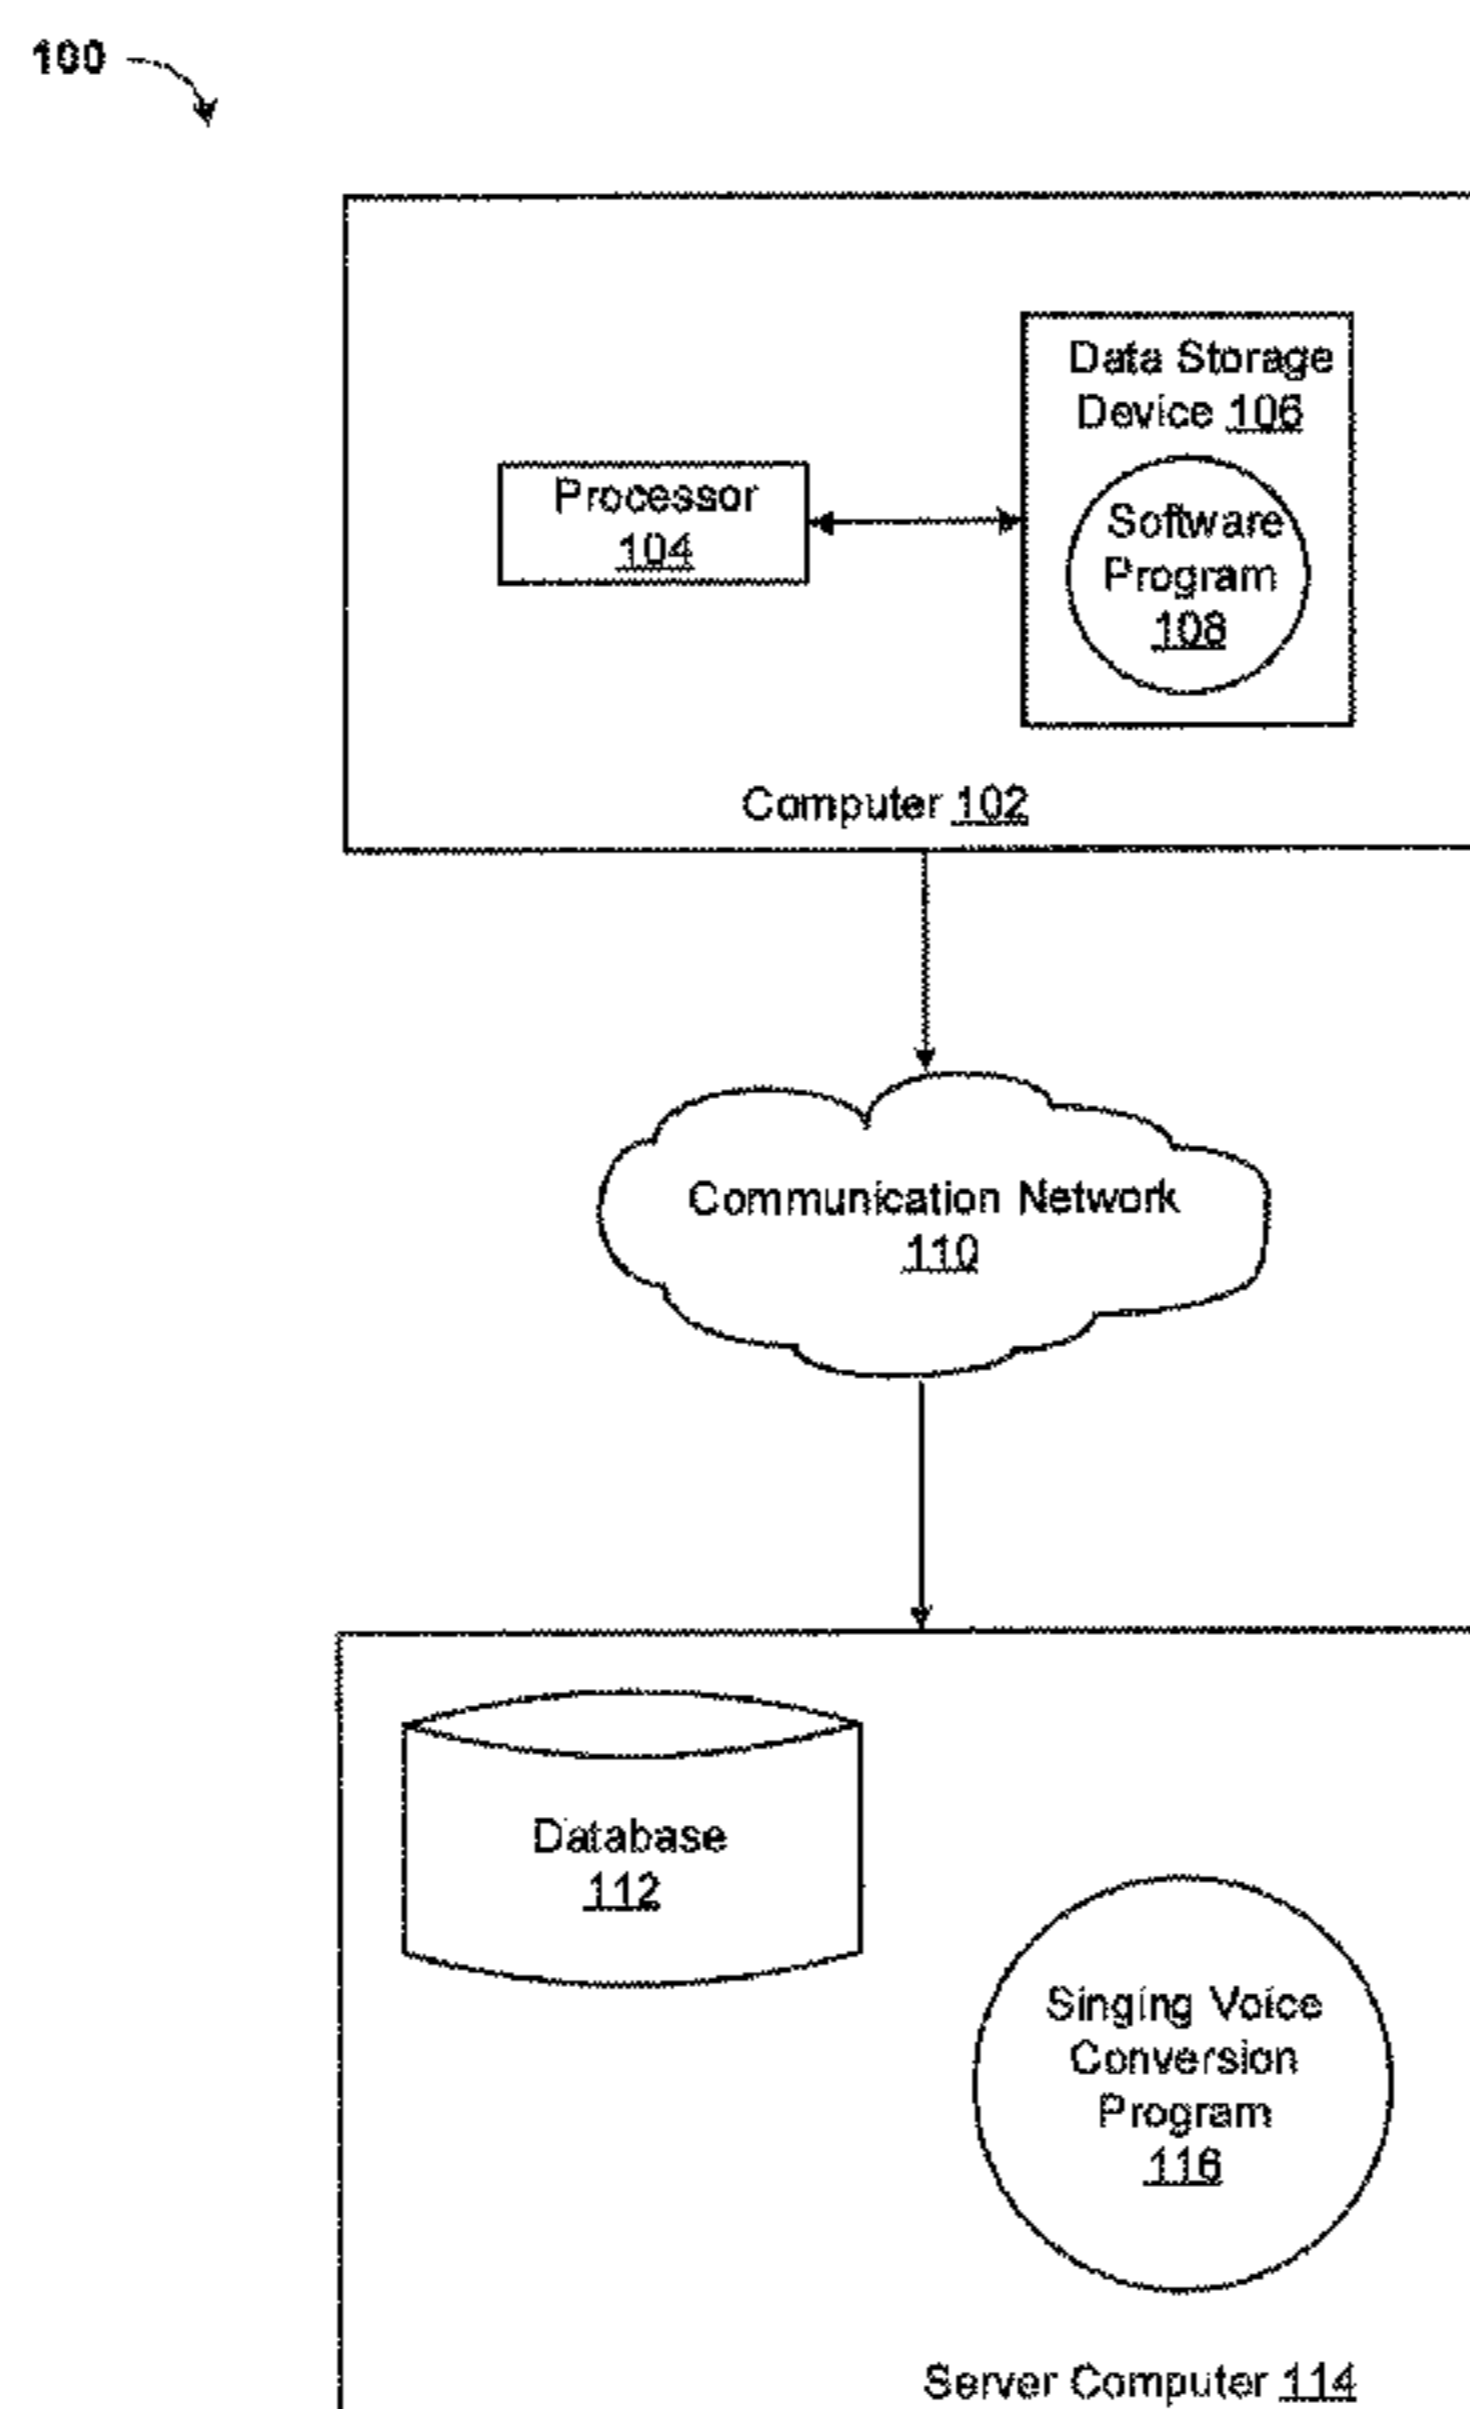 100
Data Storage
Device 106
Processor
104
Software
Program
108
Computer 102
Communication Network
110
Database
112
Singing Voice
Conversion
Program
116
Server Computer 114